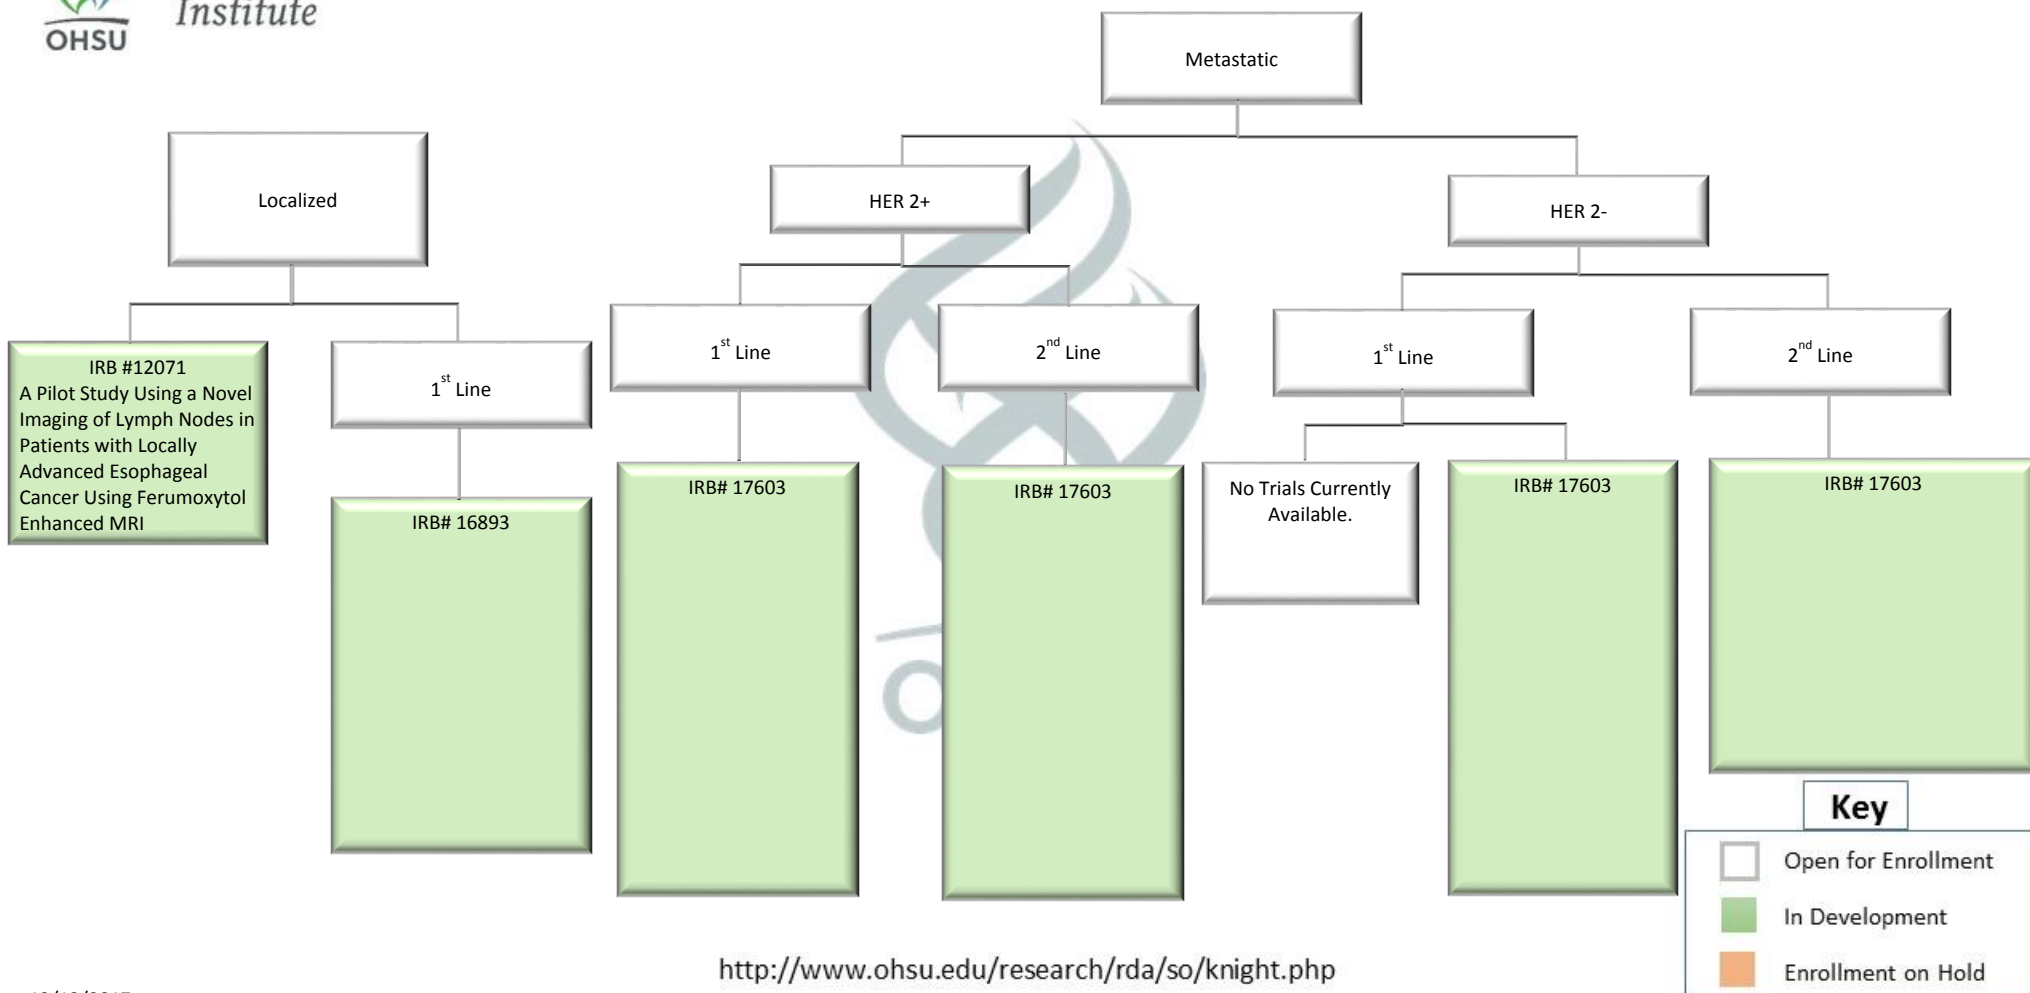 Institute
OHSU
Metastatic
Localized
HER 2+
HER 2-
1st Line
2nd Line
1st Line
2nd Line
IRB #12071
A Pilot Study Using a Novel
Imaging of Lymph Nodes in
Patients with Locally
Advanced Esophageal
Cancer Using Ferumoxytol
Enhanced MRI
1st Line
IRB# 16893
IRB# 17603
IRB# 17603
No Trials Currently
Available.
IRB# 17603
IRB# 17603
Key
Open for Enrollment
In Development
Enrollment on Hold
http://www.ohsu.edu/research/rda/so/knight.php